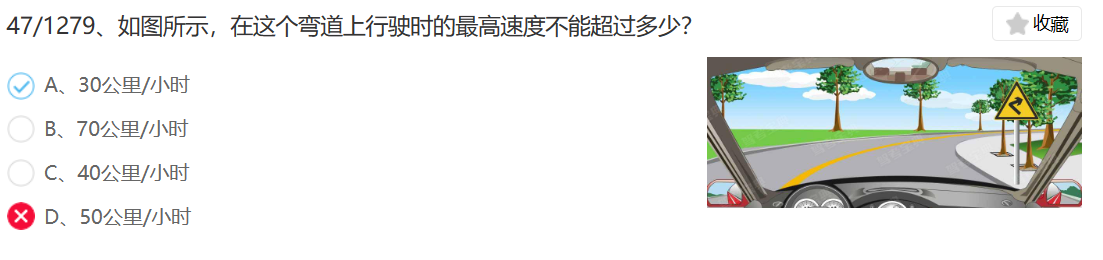 47/1279、如图所示，在这个弯道上行驶时的最高速度不能超过多少？
收藏
A、30公里/小时
B、70公里/小时
C、40公里/小时
D、50公里/小时